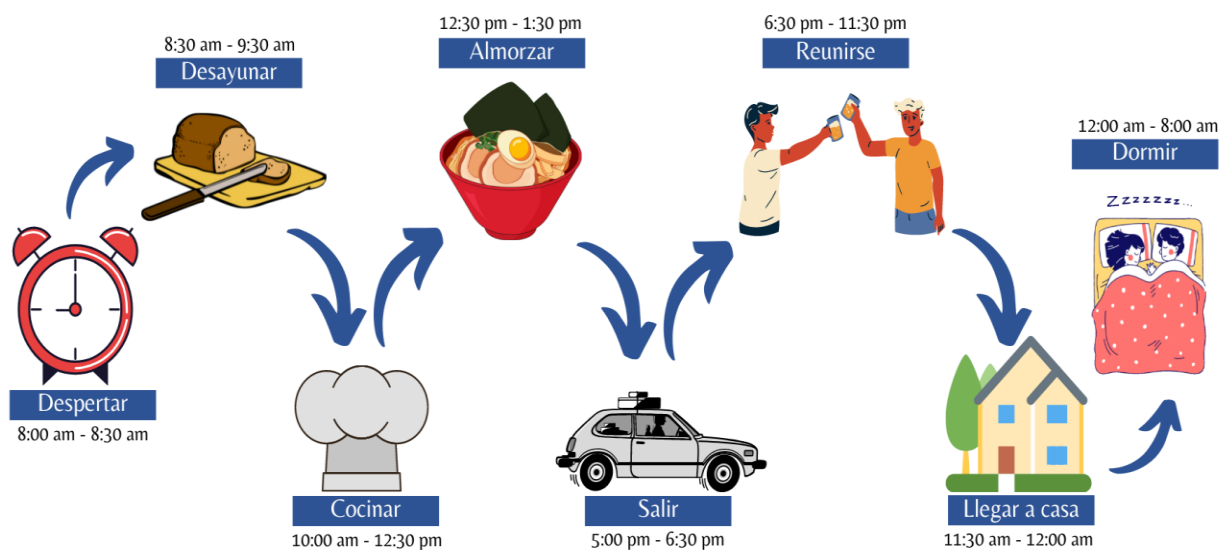 8:00 am - 8:30 am
Despertar
8:30 am - 9:30 am
Desayunar
Cocinar
10:00 am - 12:30 pm
12:30 pm - 1:30 pm
Almorzar
Salir
5:00 pm - 6:30 pm
6:30 pm - 11:30 pm
Reunirse
Llegar a casa
11:30 am - 12:00 am
12:00 am - 8:00 am
Dormir
Zzzzzzz...